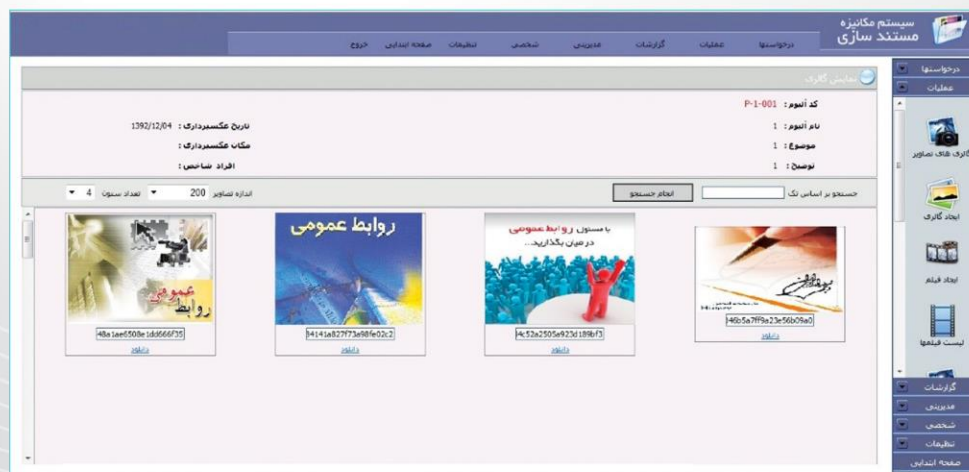 سیستم مکانیزه
مستند سازی
درخواستها عملیات گزارشات مدیریتی شخصی تنظیمات صفحه ابتدایی خروج
درخواستها
عملیات
گالری های تصاویر
ایجاد گالری
ایجاد فیلم
لیست فیلمها
گزارشات
مدیریتی
شخصی
تنظیمات
صفحه ابتدایی
نمایش گالری
کد آلبوم : P-1-001
نام آلبوم : 1 تاریخ عکسبرداری : 1392/12/04
موضوع : 1 مکان عکسبرداری :
توضیح : 1 افراد شاخص :
جستجو بر اساس تگ انجام جستجو اندازه تصاویر 200 تعداد ستون 4
با مسئول روابط عمومی
در میان بگذارید...
روابط عمومی
روابط عمومی
346b5a7ff9a23e56b09a0 34c52a2505a923d189bf3 34141a827f73a98fe02c2 348a1ae6508e1dd666f35
دانلود دانلود دانلود دانلود